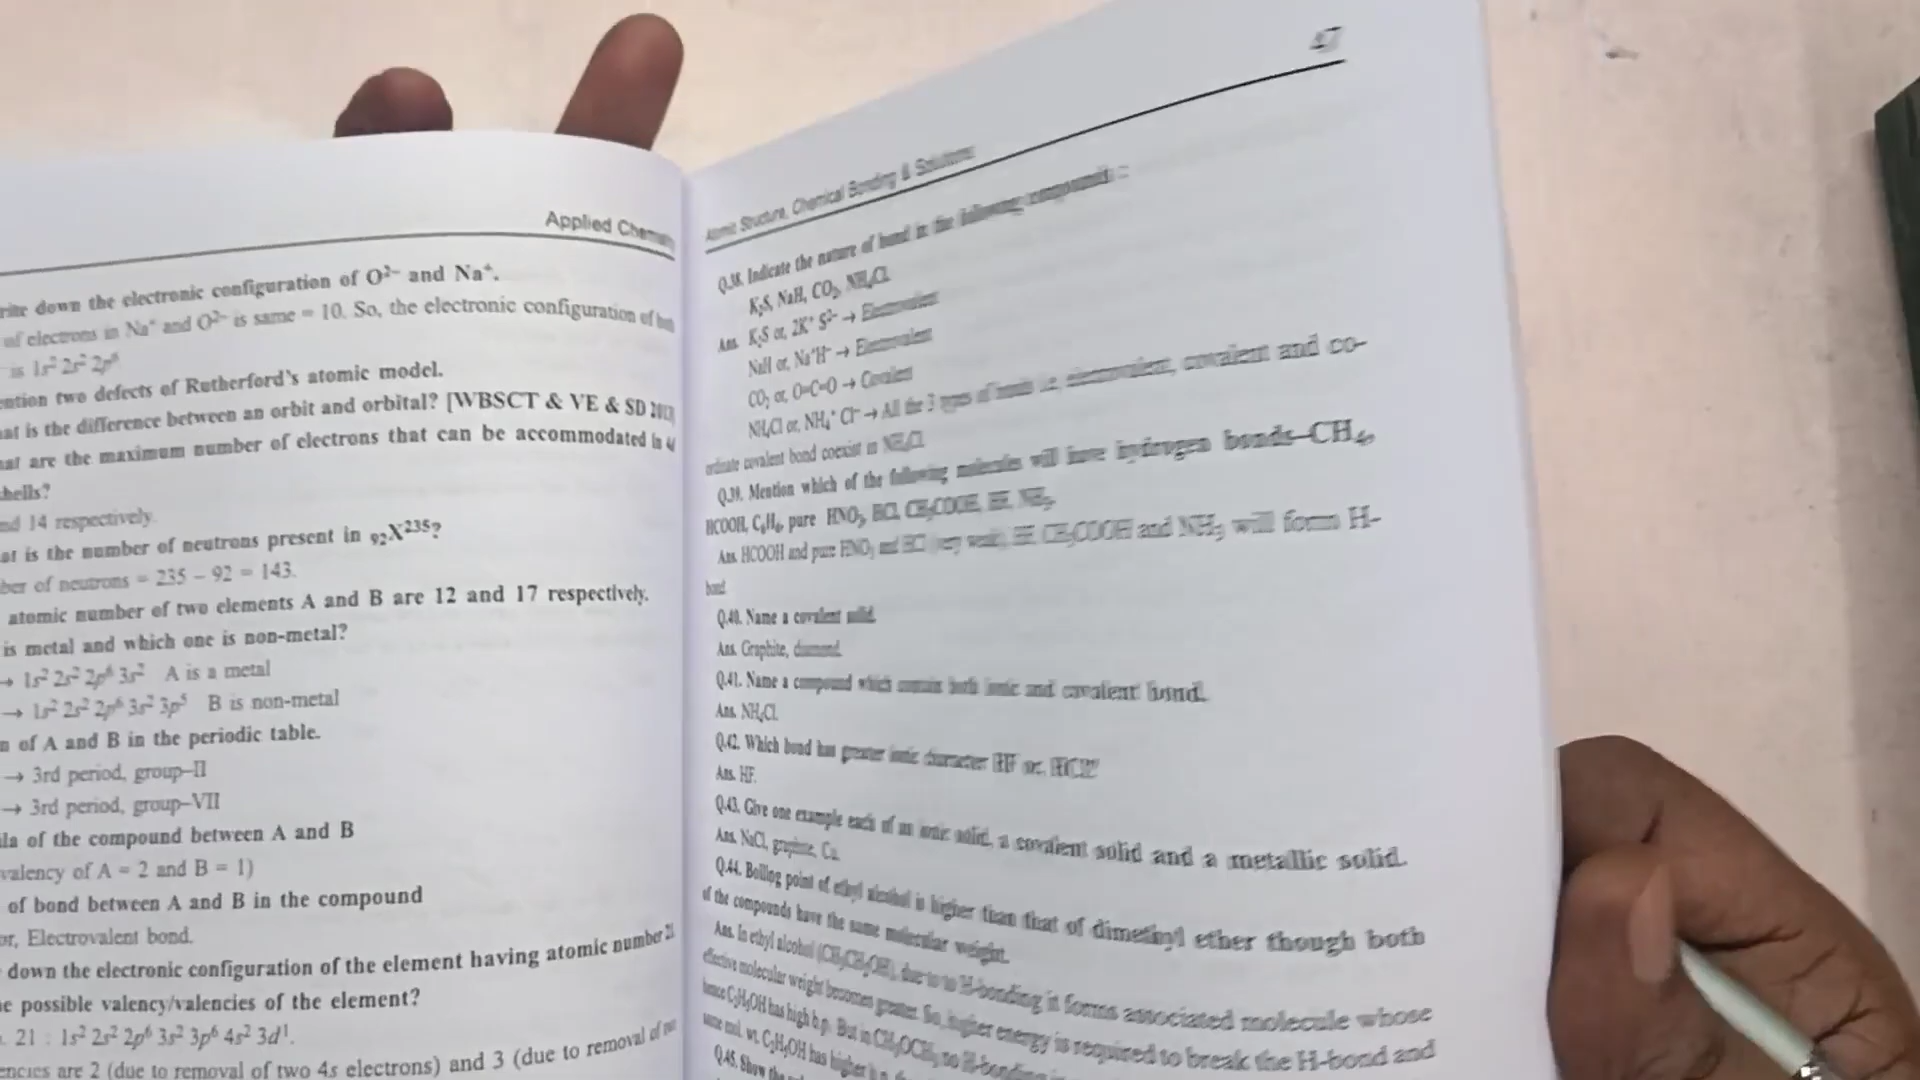 Applied Chem
rite down the electronic configuration of O²⁻ and Na⁺.
of electrons in Na⁺ and O²⁻ is same = 10. So, the electronic configuration of
is 1s² 2s² 2p⁶
ention two defects of Rutherford's atomic model.
at is the difference between an orbit and orbital? [WBSCT & VE & SD
at are the maximum number of electrons that can be accommodated in
hells?
nd 14 respectively.
at is the number of neutrons present in ₉₂X²³⁵?
ber of neutrons = 235 – 92 = 143.
atomic number of two elements A and B are 12 and 17 respectively.
is metal and which one is non-metal?
→ 1s² 2s² 2p⁶ 3s² A is a metal
→ 1s² 2s² 2p⁶ 3s² 3p⁵ B is non-metal
n of A and B in the periodic table.
→ 3rd period, group–II
→ 3rd period, group–VII
la of the compound between A and B
valency of A = 2 and B = 1)
of bond between A and B in the compound
or, Electrovalent bond.
down the electronic configuration of the element having atomic number 21
e possible valency/valencies of the element?
21 : 1s² 2s² 2p⁶ 3s² 3p⁶ 4s² 3d¹.
encies are 2 (due to removal of two 4s electrons) and 3 (due to removal of
47
Atomic Structure, Chemical Bonding & Solutions
Q.38. Indicate the nature of bond in the following compounds :
K₂S, NaH, CO₂, NH₄Cl.
Ans. K₂S or, 2K⁺ S²⁻ → Electrovalent
NaH or, Na⁺H⁻ → Electrovalent
CO₂ or, O=C=O → Covalent
NH₄Cl or, NH₄⁺ Cl⁻ → All the 3 types of bonds i.e. electrovalent, covalent and co-
ordinate covalent bond coexist in NH₄Cl.
Q.39. Mention which of the following molecules will have hydrogen bonds–CH₄,
HCOOH, C₆H₆, pure HNO₃, HCl, CH₃COOH, HF, NH₃.
Ans. HCOOH and pure HNO₃ and HCl (very weak), HF, CH₃COOH and NH₃ will form H-
bond.
Q.40. Name a covalent solid.
Ans. Graphite, diamond.
Q.41. Name a compound which contain both ionic and covalent bond.
Ans. NH₄Cl.
Q.42. Which bond has greater ionic character HF or, HCl?
Ans. HF.
Q.43. Give one example each of an ionic solid, a covalent solid and a metallic solid.
Ans. NaCl, graphite, Cu.
Q.44. Boiling point of ethyl alcohol is higher than that of dimethyl ether though both
of the compounds have the same molecular weight.
Ans. In ethyl alcohol (CH₃CH₂OH), due to to H-bonding it forms associated molecule whose
effective molecular weight becomes greater. So, higher energy is required to break the H-bond and
hence C₂H₅OH has high b.p. But in CH₃OCH₃ no H-bonding
same mol. wt. C₂H₅OH has higher b.p.
Q.45. Show the